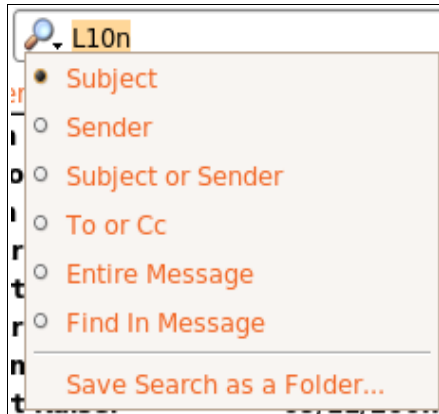 L10n
Subject
Sender
Subject or Sender
To or Cc
Entire Message
Find In Message
Save Search as a Folder...